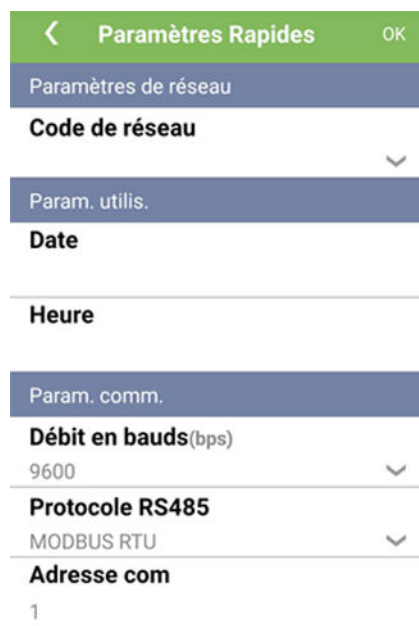 Paramètres Rapides OK
Paramètres de réseau
Code de réseau
Param. utilis.
Date
Heure
Param. comm.
Débit en bauds(bps)
9600
Protocole RS485
MODBUS RTU
Adresse com
1